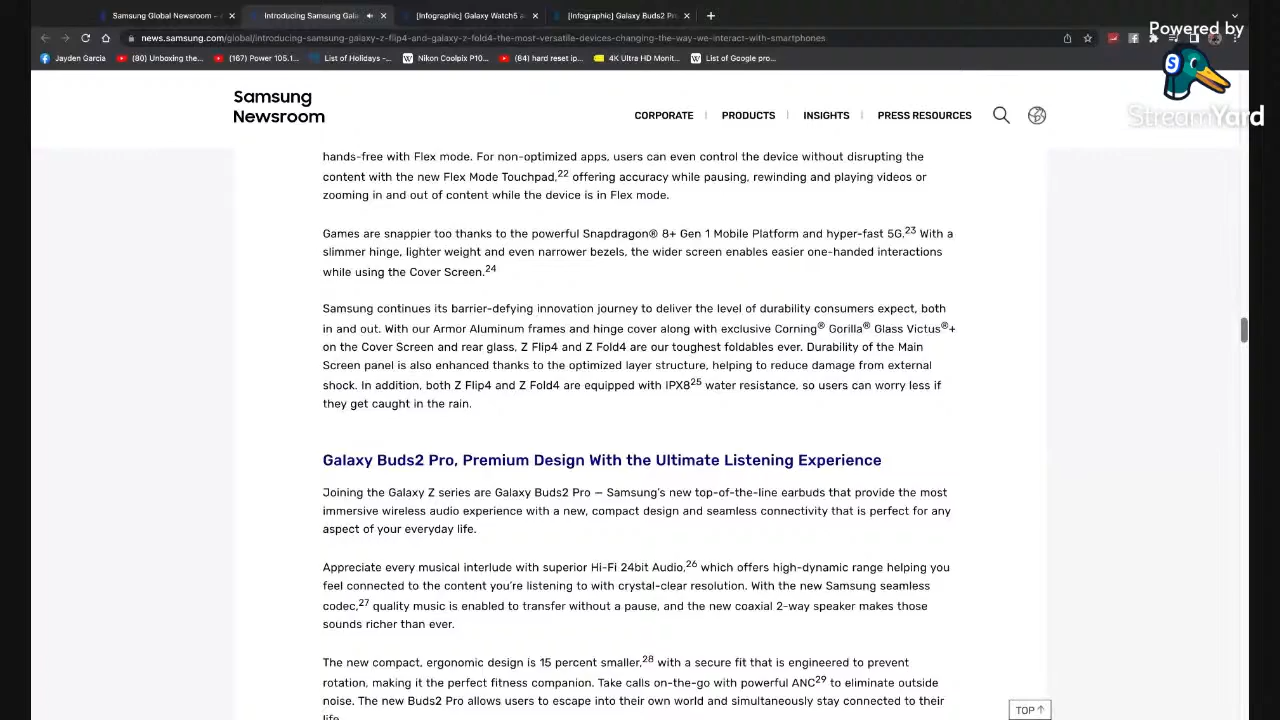 Samsung Global Newsroom –
Introducing Samsung Gala
[Infographic] Galaxy Watch5 a
[Infographic] Galaxy Buds2 Pr
Powered by
news.samsung.com/global/introducing-samsung-galaxy-z-flip4-and-galaxy-z-fold4-the-most-versatile-devices-changing-the-way-we-interact-with-smartphones
Jayden Garcia
(80) Unboxing the...
(167) Power 105.1...
List of Holidays -...
Nikon Coolpix P10...
(84) hard reset ip...
4K Ultra HD Monit...
List of Google pro...
StreamYard
Samsung
Newsroom
CORPORATE | PRODUCTS | INSIGHTS | PRESS RESOURCES
hands-free with Flex mode. For non-optimized apps, users can even control the device without disrupting the
content with the new Flex Mode Touchpad,22 offering accuracy while pausing, rewinding and playing videos or
zooming in and out of content while the device is in Flex mode.
Games are snappier too thanks to the powerful Snapdragon® 8+ Gen 1 Mobile Platform and hyper-fast 5G.23 With a
slimmer hinge, lighter weight and even narrower bezels, the wider screen enables easier one-handed interactions
while using the Cover Screen.24
Samsung continues its barrier-defying innovation journey to deliver the level of durability consumers expect, both
in and out. With our Armor Aluminum frames and hinge cover along with exclusive Corning® Gorilla® Glass Victus®+
on the Cover Screen and rear glass, Z Flip4 and Z Fold4 are our toughest foldables ever. Durability of the Main
Screen panel is also enhanced thanks to the optimized layer structure, helping to reduce damage from external
shock. In addition, both Z Flip4 and Z Fold4 are equipped with IPX825 water resistance, so users can worry less if
they get caught in the rain.
Galaxy Buds2 Pro, Premium Design With the Ultimate Listening Experience
Joining the Galaxy Z series are Galaxy Buds2 Pro — Samsung's new top-of-the-line earbuds that provide the most
immersive wireless audio experience with a new, compact design and seamless connectivity that is perfect for any
aspect of your everyday life.
Appreciate every musical interlude with superior Hi-Fi 24bit Audio,26 which offers high-dynamic range helping you
feel connected to the content you're listening to with crystal-clear resolution. With the new Samsung seamless
codec,27 quality music is enabled to transfer without a pause, and the new coaxial 2-way speaker makes those
sounds richer than ever.
The new compact, ergonomic design is 15 percent smaller,28 with a secure fit that is engineered to prevent
rotation, making it the perfect fitness companion. Take calls on-the-go with powerful ANC29 to eliminate outside
noise. The new Buds2 Pro allows users to escape into their own world and simultaneously stay connected to their
life.
TOP